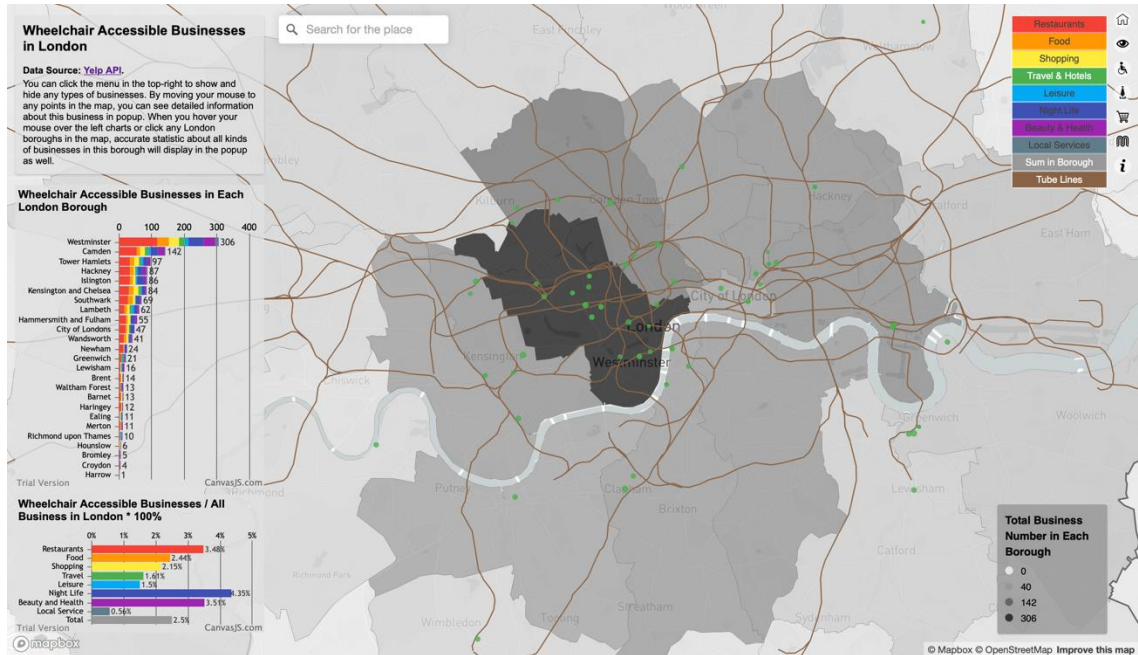 Wheelchair Accessible Businesses
in London
Data Source: Yelp API.
You can click the menu in the top-right to show and
hide any types of businesses. By moving your mouse to
any points in the map, you can see detailed information
about this business in popup. When you hover your
mouse over the left charts or click any London
boroughs in the map, accurate statistic about all kinds
of businesses in this borough will display in the popup
as well.
Search for the place
Restaurants
Food
Shopping
Travel & Hotels
Leisure
Night Life
Beauty & Health
Local Services
Sum in Borough
Tube Lines
Wheelchair Accessible Businesses in Each
London Borough
0 100 200 300 400
Westminster 306
Camden 142
Tower Hamlets 97
Hackney 87
Islington 86
Kensington and Chelsea 84
Southwark 69
Lambeth 62
Hammersmith and Fulham 55
City of Londons 47
Wandsworth 41
Newham 24
Greenwich 21
Lewisham 16
Brent 14
Waltham Forest 13
Barnet 13
Haringey 12
Ealing 11
Merton 11
Richmond upon Thames 10
Hounslow 6
Bromley 5
Croydon 4
Harrow 1
Trial Version CanvasJS.com
Wheelchair Accessible Businesses / All
Business in London * 100%
0% 1% 2% 3% 4% 5%
Restaurants 3.48%
Food 2.44%
Shopping 2.15%
Travel 1.61%
Leisure 1.5%
Night Life 4.35%
Beauty and Health 3.51%
Local Service 0.56%
Total 2.5%
Trial Version CanvasJS.com
mapbox
East Finchley
Walthamstow
Kilburn
Camden Town
Hackney
East Ham
City of London
London
Kensington
Westminster
Chiswick
Greenwich
Woolwich
Putney
Clapham
Brixton
Lewisham
Catford
Richmond
Richmond Park
Streatham
Tooting
Wimbledon
Sydenham
Total Business
Number in Each
Borough
0
40
142
306
© Mapbox © OpenStreetMap Improve this map